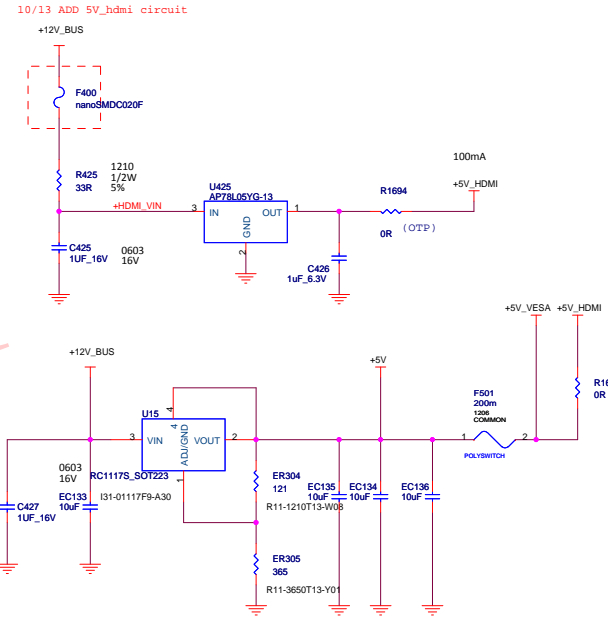 10/13 ADD 5V_hdmi circuit
+12V_BUS
F400
nanoSMDC020F
R425
33R
1210
1/2W
5%
+HDMI_VIN
C425
1UF_16V
0603
16V
U425
AP78L05YG-13
3
IN
OUT
1
GND
2
C426
1uF_6.3V
R1694
0R
(OTP)
100mA
+5V_HDMI
+12V_BUS
U15
4
4
3
VIN
VOUT
2
ADJ/GND
1
RC1117S_SOT223
I31-01117F9-A30
0603
16V
C427
1UF_16V
EC133
10uF
ER304
121
R11-1210T13-W08
ER305
365
R11-3650T13-Y01
+5V
EC135
10uF
EC134
10uF
EC136
10uF
F501
200m
1206
COMMON
1
2
POLYSWITCH
+5V_VESA
+5V_HDMI
0R